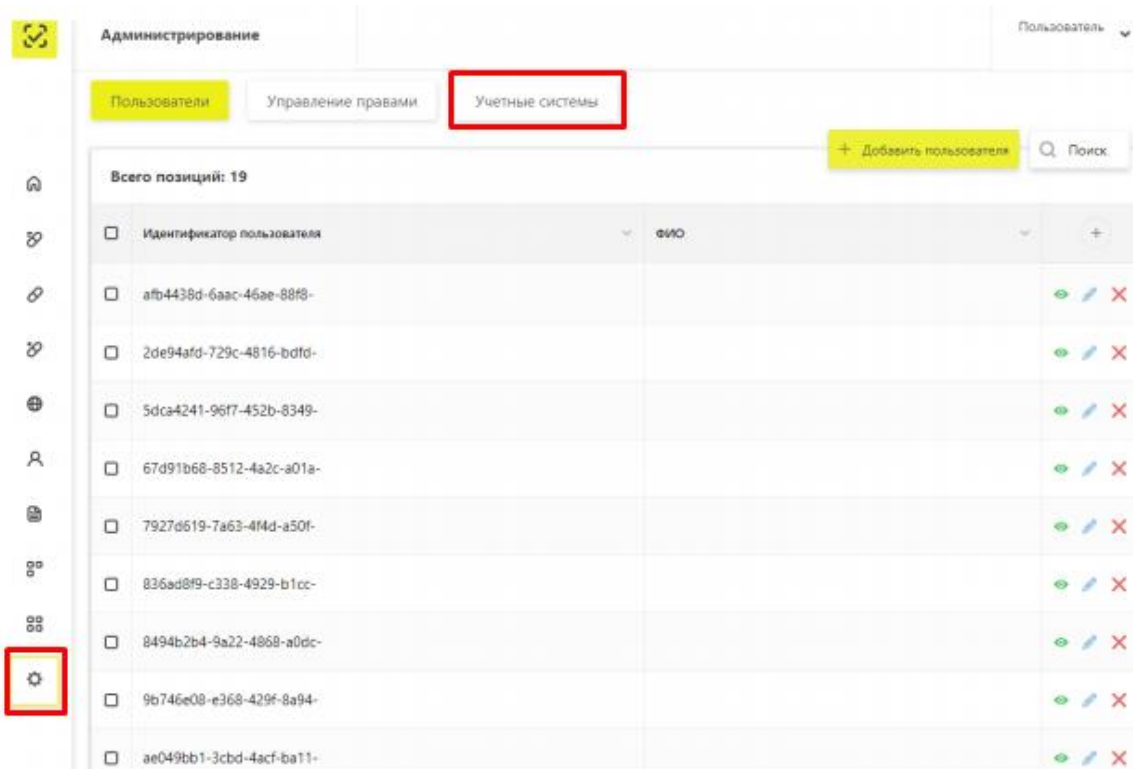 Администрирование
Пользователь
Пользователи
Управление правами
Учетные системы
+ Добавить пользователя
Поиск
Всего позиций: 19
Идентификатор пользователя
ФИО
afb4438d-6aac-46ae-88f8-
2de94afd-729c-4816-bdfd-
5dca4241-96f7-452b-8349-
67d91b68-8512-4a2c-a01a-
7927d619-7a63-4f4d-a50f-
836ad8f9-c338-4929-b1cc-
8494b2b4-9a22-4868-a0dc-
9b746e08-e368-429f-8a94-
ae049bb1-3cbd-4acf-ba11-